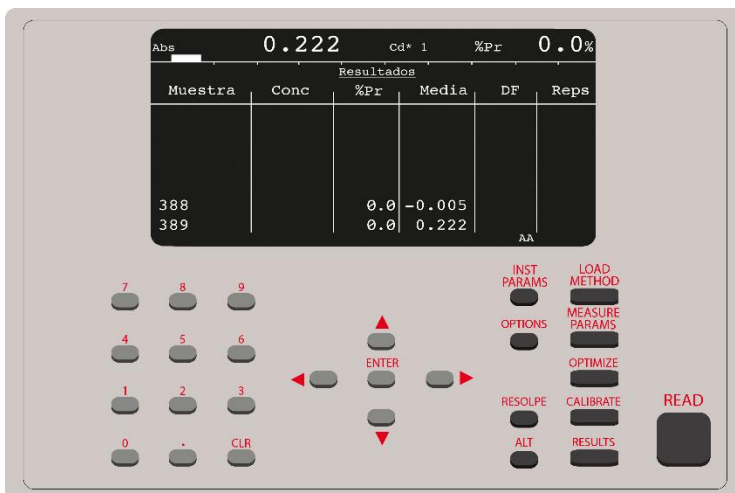 Abs 0.222 Cd* 1 %Pr 0.0%
Resultados
Muestra Conc %Pr Media DF Reps
388 0.0 -0.005
389 0.0 0.222
AA
7 8 9
INST PARAMS
LOAD METHOD
4 5 6
OPTIONS
MEASURE PARAMS
ENTER
OPTIMIZE
1 2 3
RESOLPE
CALIBRATE
READ
0 . CLR
ALT
RESULTS